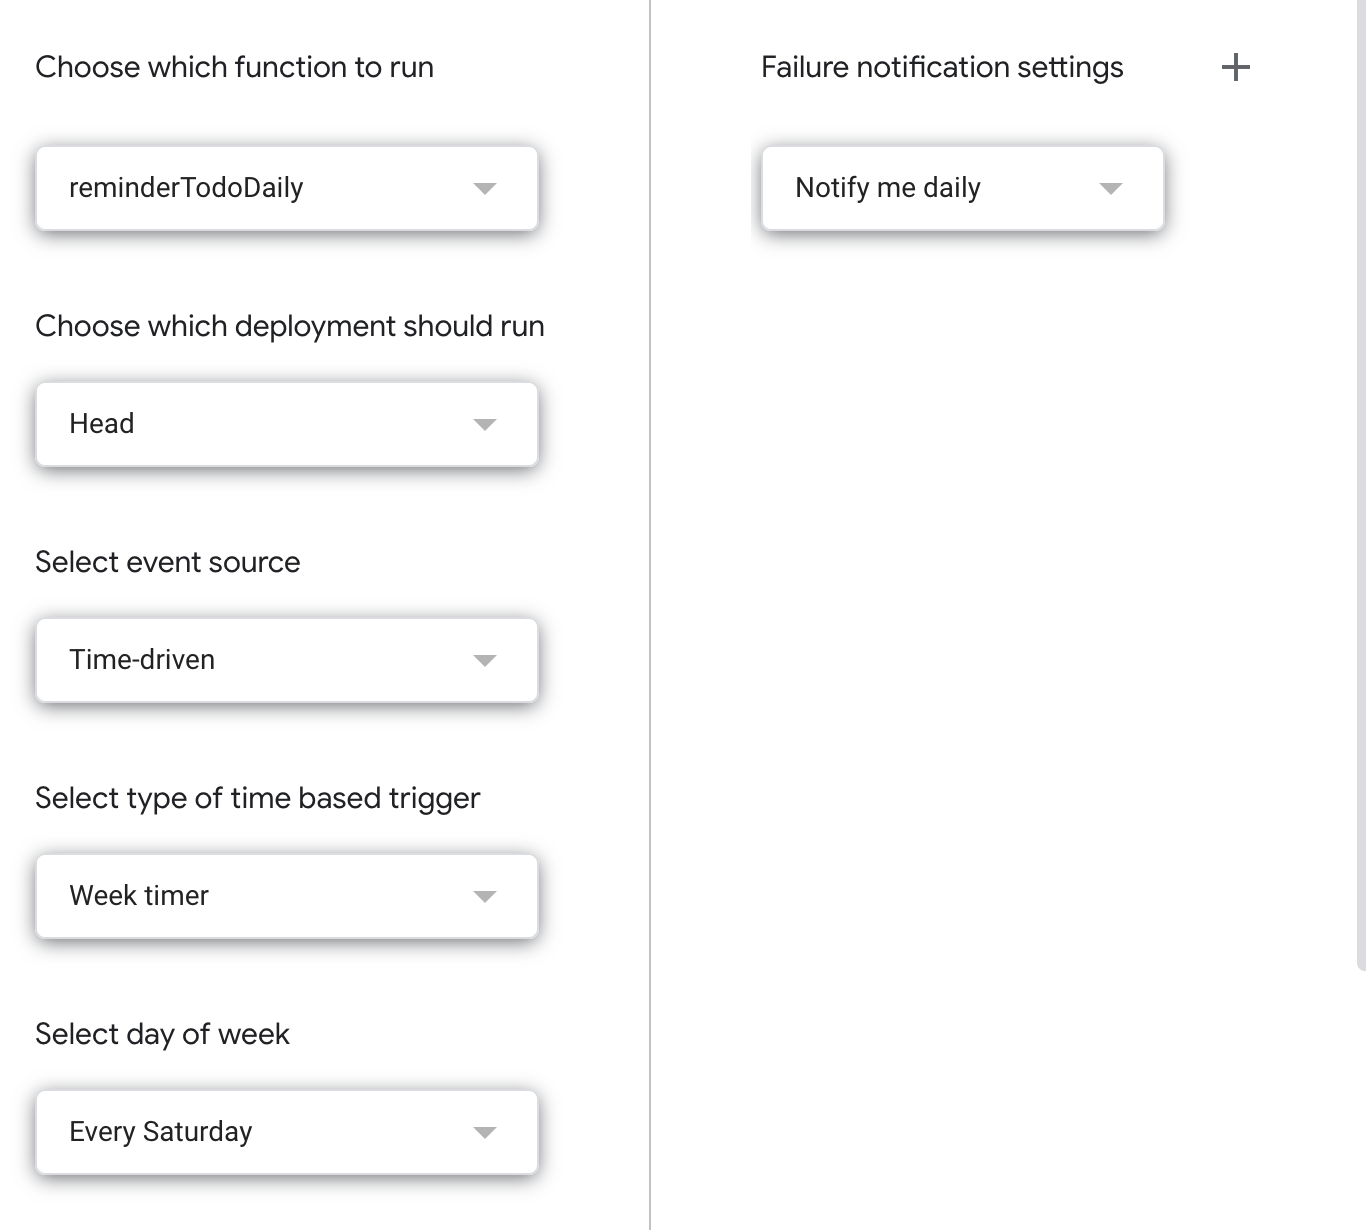 Choose which function to run
reminderTodoDaily
Choose which deployment should run
Head
Select event source
Time-driven
Select type of time based trigger
Week timer
Select day of week
Every Saturday
Failure notification settings
Notify me daily